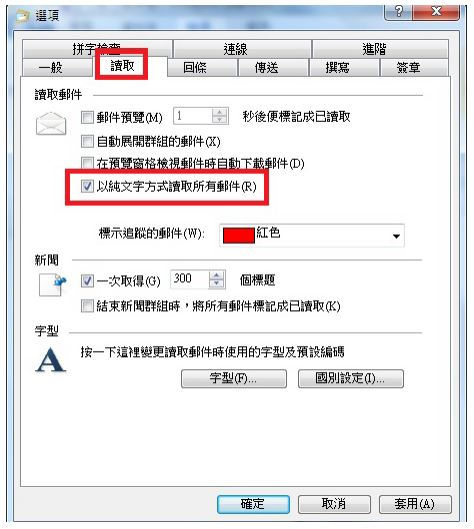 選項
拼字檢查 連線 進階
一般 讀取 回條 傳送 撰寫 簽章
讀取郵件
郵件預覽(M) 1 秒後便標記成已讀取
自動展開群組的郵件(X)
在預覽窗格檢視郵件時自動下載郵件(D)
以純文字方式讀取所有郵件(R)
標示追蹤的郵件(W): 紅色
新聞
一次取得(G) 300 個標題
結束新聞群組時，將所有郵件標記成已讀取(K)
字型
A 按一下這裡變更讀取郵件時使用的字型及預設編碼
字型(F)... 國別設定(I)...
確定 取消 套用(A)